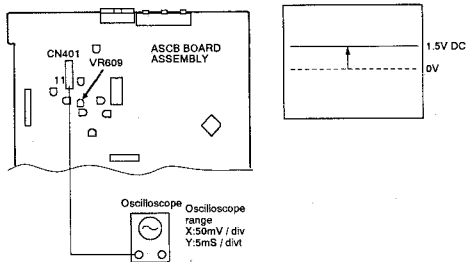 CN401
VR609
11
ASCB BOARD
ASSEMBLY
1.5V DC
0V
Oscilloscope
Oscilloscope
range
X:50mV / div
Y:5mS / divt